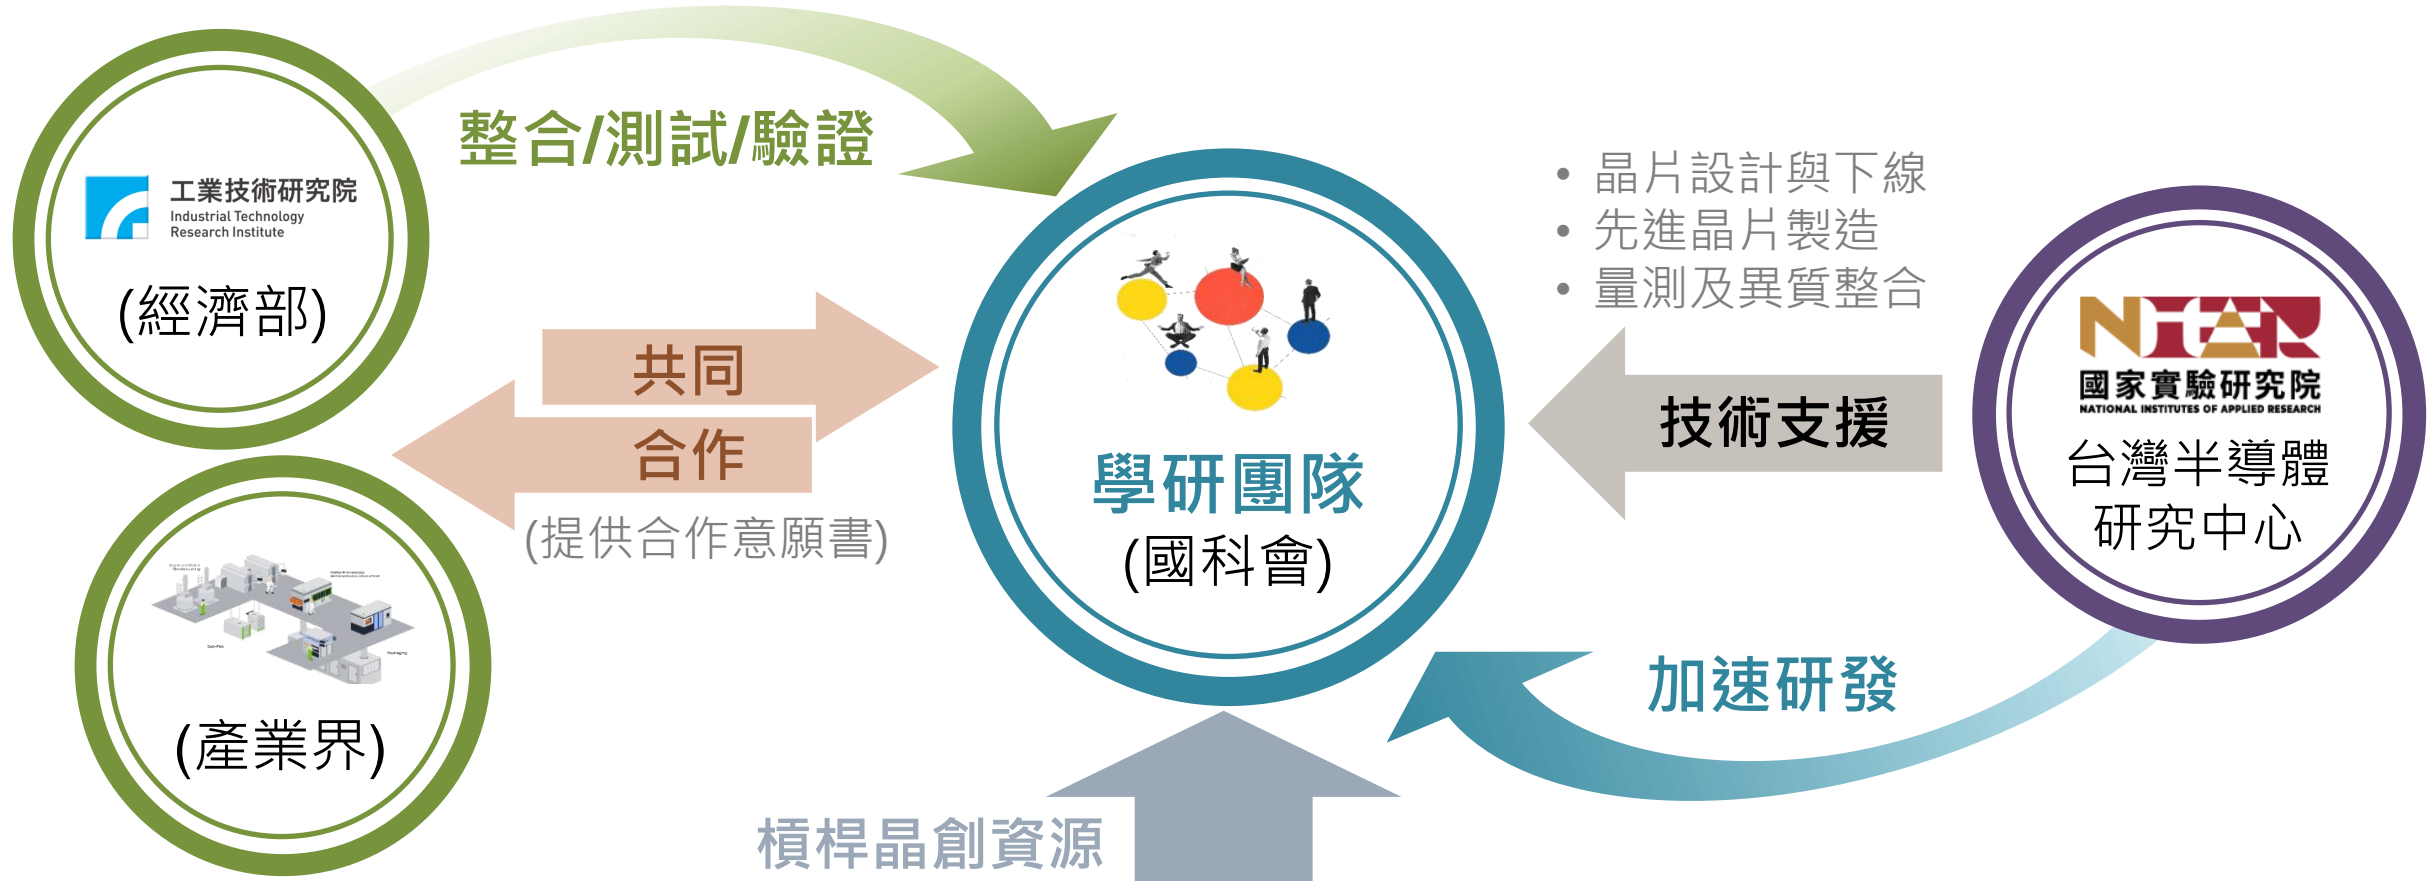 整合/測試/驗證
工業技術研究院
Industrial Technology
Research Institute
(經濟部)
共同
合作
(提供合作意願書)
(產業界)
學研團隊
(國科會)
• 晶片設計與下線
• 先進晶片製造
• 量測及異質整合
技術支援
NIAR
國家實驗研究院
NATIONAL INSTITUTES OF APPLIED RESEARCH
台灣半導體
研究中心
加速研發
槓桿晶創資源